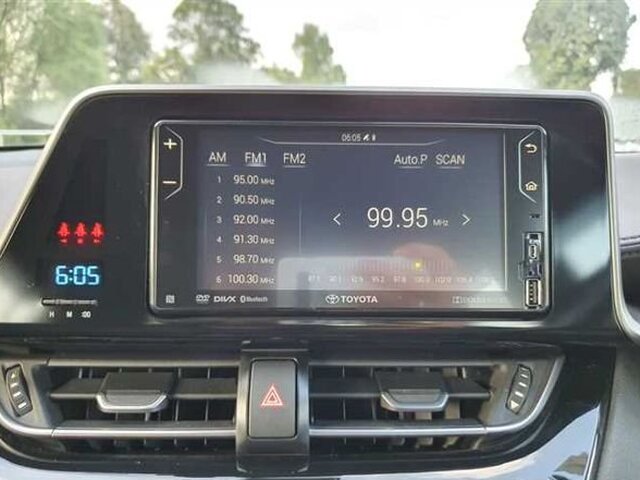 06:05
AM FM1 FM2 Auto.P SCAN
1 95.00 MHz
2 90.50 MHz
3 92.00 MHz
4 91.30 MHz
5 98.70 MHz
6 100.30 MHz
99.95 MHz
6:05
H M :00
DVD DivX Bluetooth TOYOTA